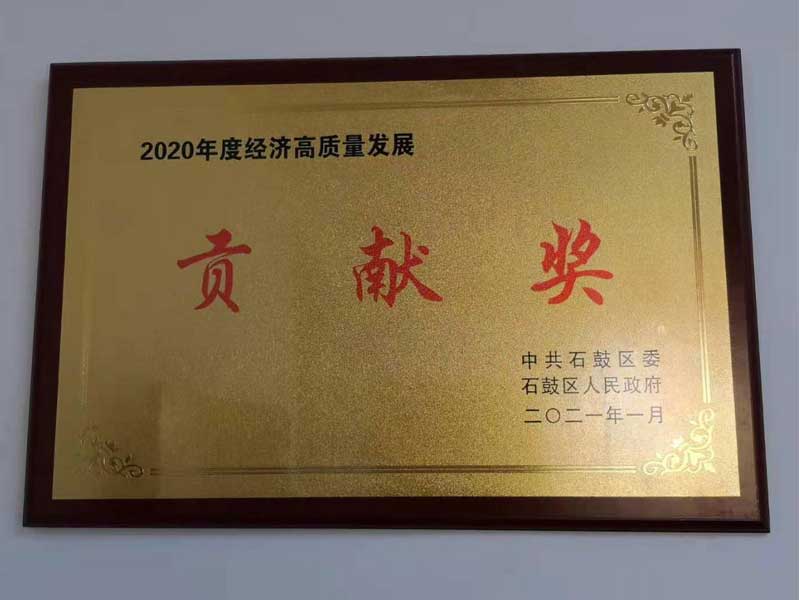 2020年度经济高质量发展
贡献奖
中共石鼓区委
石鼓区人民政府
二〇二一年一月